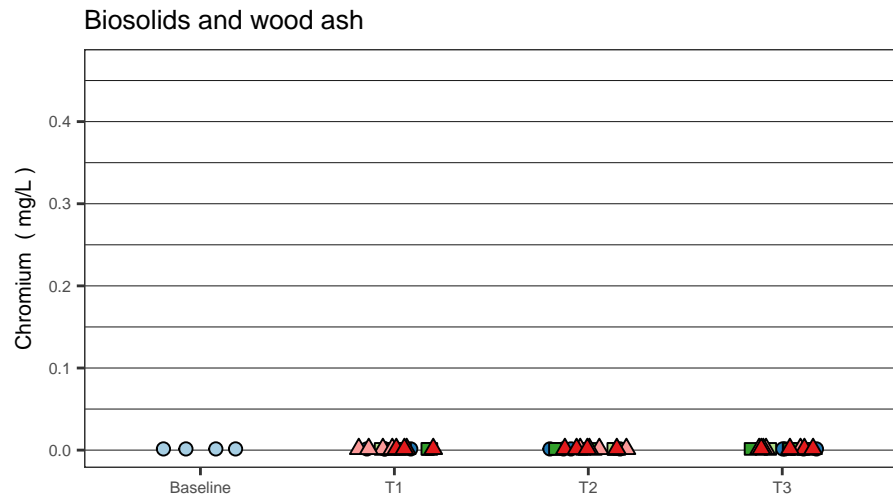 Biosolids and wood ash
Chromium ( mg/L )
0.4
0.3
0.2
0.1
0.0
Baseline T1 T2 T3